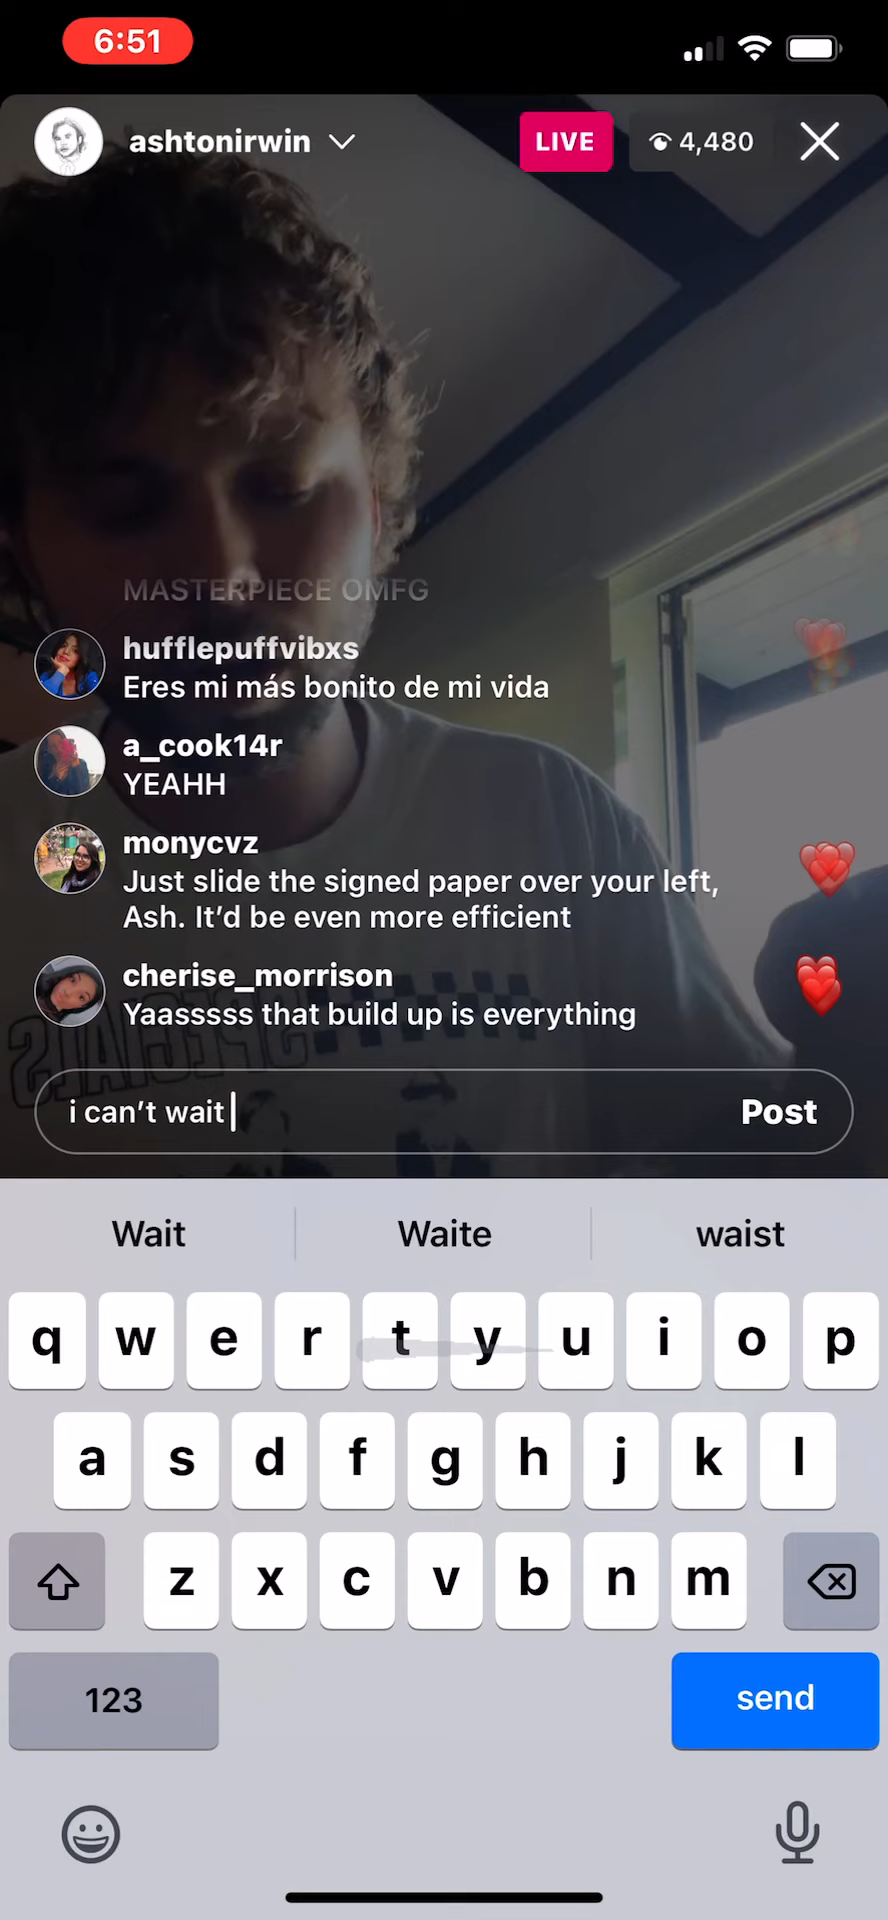 6:51
ashtonirwin
LIVE
4,480
MASTERPIECE OMFG
hufflepuffvibxs
Eres mi más bonito de mi vida
a_cook14r
YEAHH
monycvz
Just slide the signed paper over your left,
Ash. It’d be even more efficient
cherise_morrison
Yaasssss that build up is everything
SPECIALS
i can’t wait
Post
Wait Waite waist
q w e r t y u i o p
a s d f g h j k l
z x c v b n m
123
send